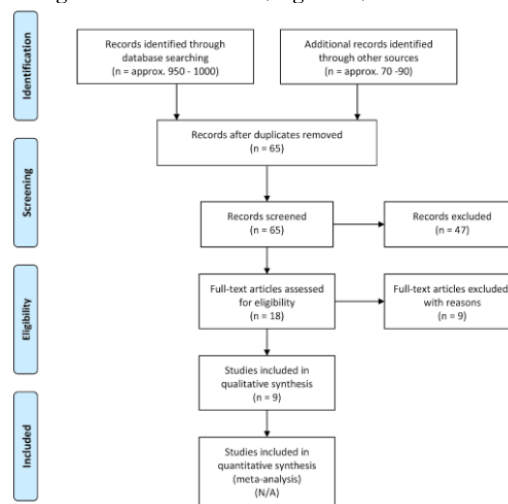 Identification
Records identified through
database searching
(n = approx. 950 - 1000)
Additional records identified
through other sources
(n = approx. 70 -90)
Records after duplicates removed
(n = 65)
Screening
Records screened
(n = 65)
Records excluded
(n = 47)
Eligibility
Full-text articles assessed
for eligibility
(n = 18)
Full-text articles excluded
with reasons
(n = 9)
Studies included in
qualitative synthesis
(n = 9)
Included
Studies included in
quantitative synthesis
(meta-analysis)
(N/A)